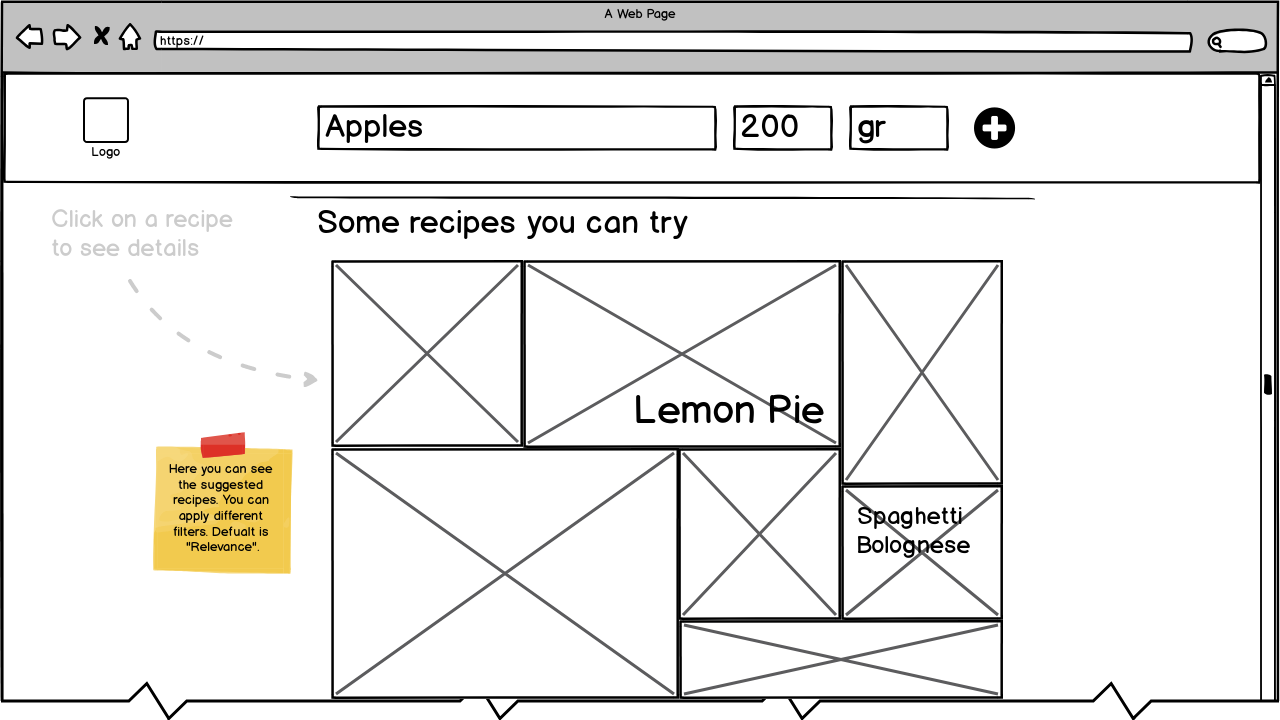 A Web Page
https://
Logo
Apples
200
gr
Click on a recipe
to see details
Some recipes you can try
Lemon Pie
Here you can see
the suggested
recipes. You can
apply different
filters. Defualt is
"Relevance".
Spaghetti
Bolognese